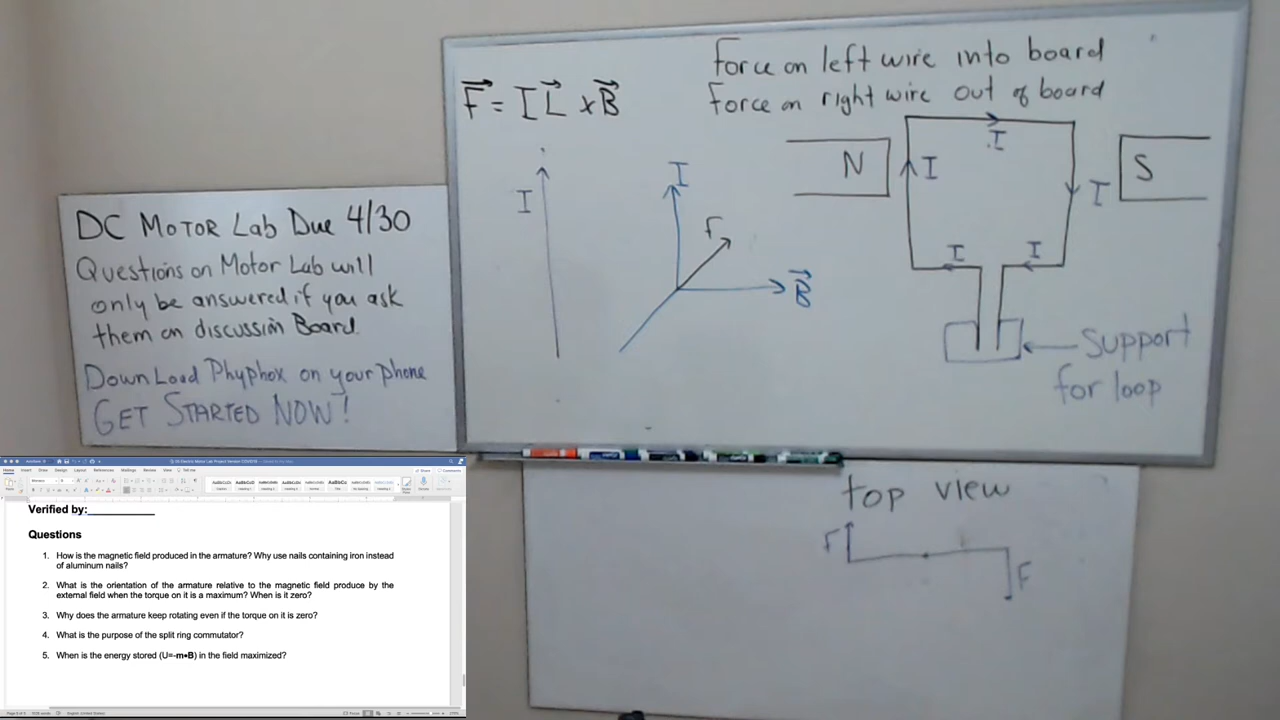 F = I L x B
Force on left wire into board
Force on right wire out of board
I
I
F
B
N
I
I
I
S
I
I
Support
for loop
DC MOTOR Lab Due 4/30
Questions on Motor Lab will
only be answered if you ask
them on discussion Board
DownLoad Phyphox on your phone
GET STARTED NOW!
top view
F
F
Verified by:____________
Questions
1. How is the magnetic field produced in the armature? Why use nails containing iron instead
of aluminum nails?
2. What is the orientation of the armature relative to the magnetic field produce by the
external field when the torque on it is a maximum? When is it zero?
3. Why does the armature keep rotating even if the torque on it is zero?
4. What is the purpose of the split ring commutator?
5. When is the energy stored (U=-m•B) in the field maximized?